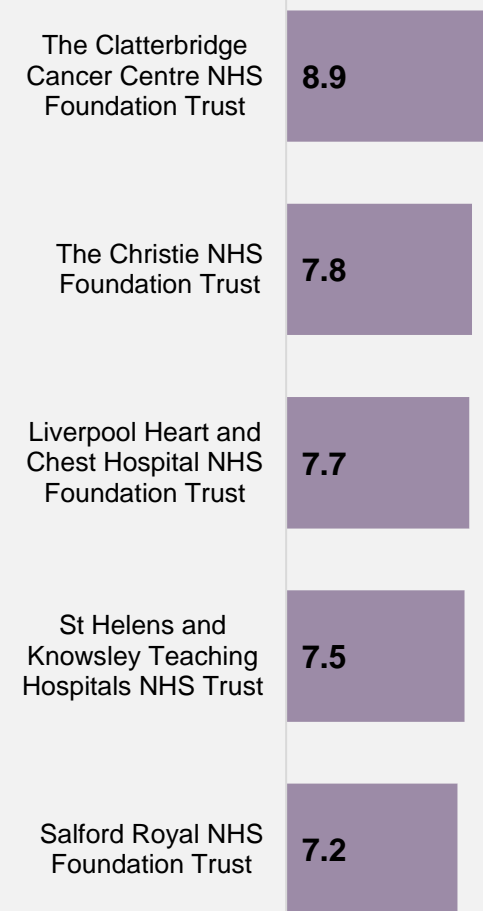 The Clatterbridge
Cancer Centre NHS
Foundation Trust
8.9
The Christie NHS
Foundation Trust
7.8
Liverpool Heart and
Chest Hospital NHS
Foundation Trust
7.7
St Helens and
Knowsley Teaching
Hospitals NHS Trust
7.5
Salford Royal NHS
Foundation Trust
7.2